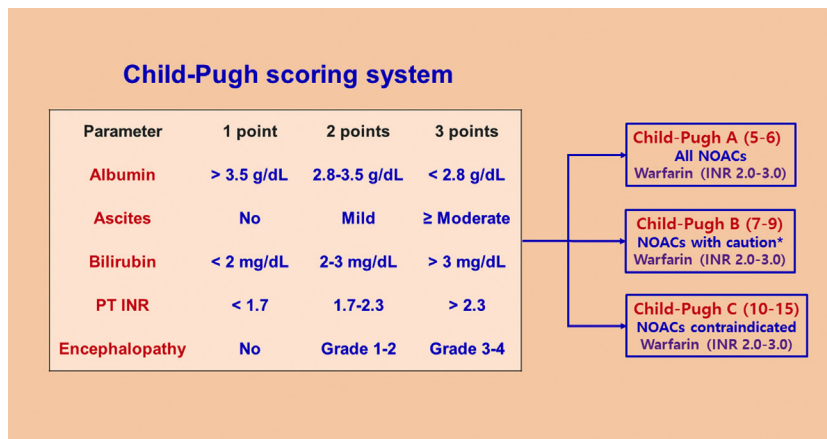 Child-Pugh scoring system
Parameter 1 point 2 points 3 points
Albumin > 3.5 g/dL 2.8-3.5 g/dL < 2.8 g/dL
Ascites No Mild ≥ Moderate
Bilirubin < 2 mg/dL 2-3 mg/dL > 3 mg/dL
PT INR < 1.7 1.7-2.3 > 2.3
Encephalopathy No Grade 1-2 Grade 3-4
Child-Pugh A (5-6)
All NOACs
Warfarin (INR 2.0-3.0)
Child-Pugh B (7-9)
NOACs with caution*
Warfarin (INR 2.0-3.0)
Child-Pugh C (10-15)
NOACs contraindicated
Warfarin (INR 2.0-3.0)